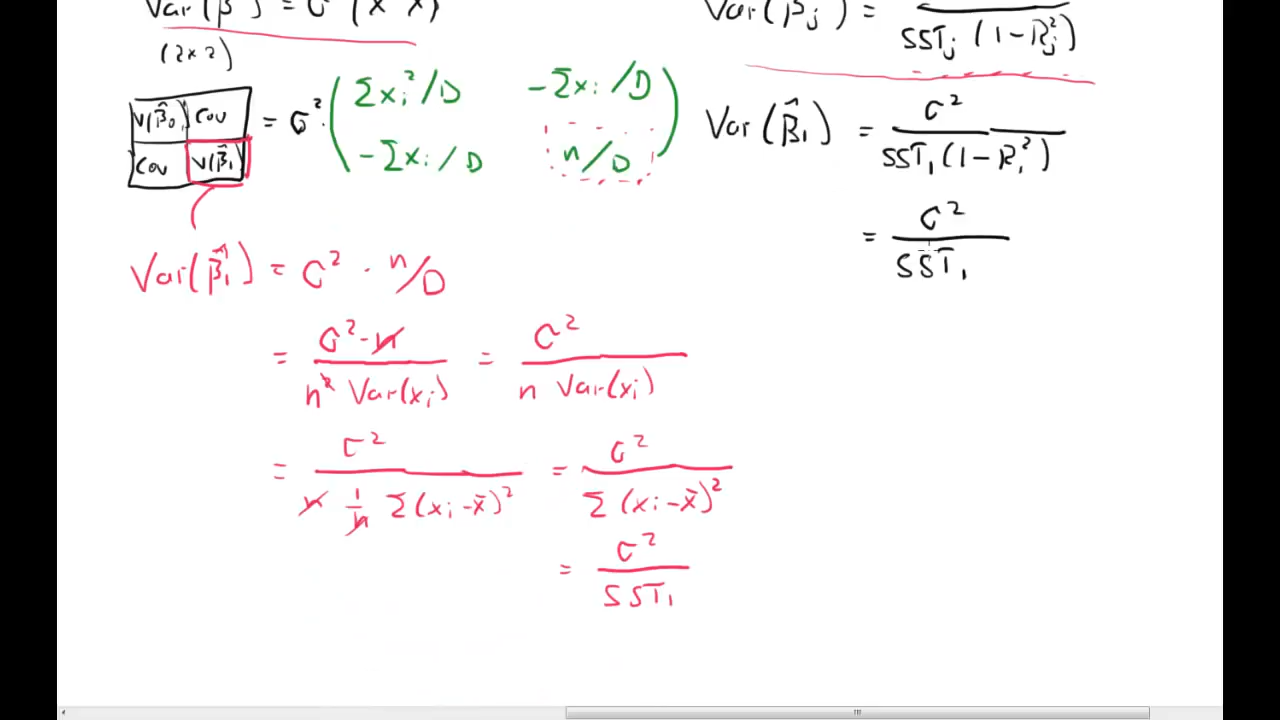 Var(β̂) = σ² (X'X)
(2×2)
V(β̂₀) Cov
Cov V(β̂₁)
= σ² · ( Σxᵢ²/D -Σxᵢ/D
-Σxᵢ/D n/D )
Var(β̂₁) = σ² · n/D
= σ²·n / n² Var(xᵢ) = σ² / n Var(xᵢ)
= σ² / n 1/n Σ(xᵢ-x̄)² = σ² / Σ(xᵢ-x̄)²
= σ² / SST₁
Var(β̂ⱼ) = / SSTⱼ (1-Rⱼ²)
Var(β̂₁) = σ² / SST₁(1-R₁²)
= σ² / SST₁